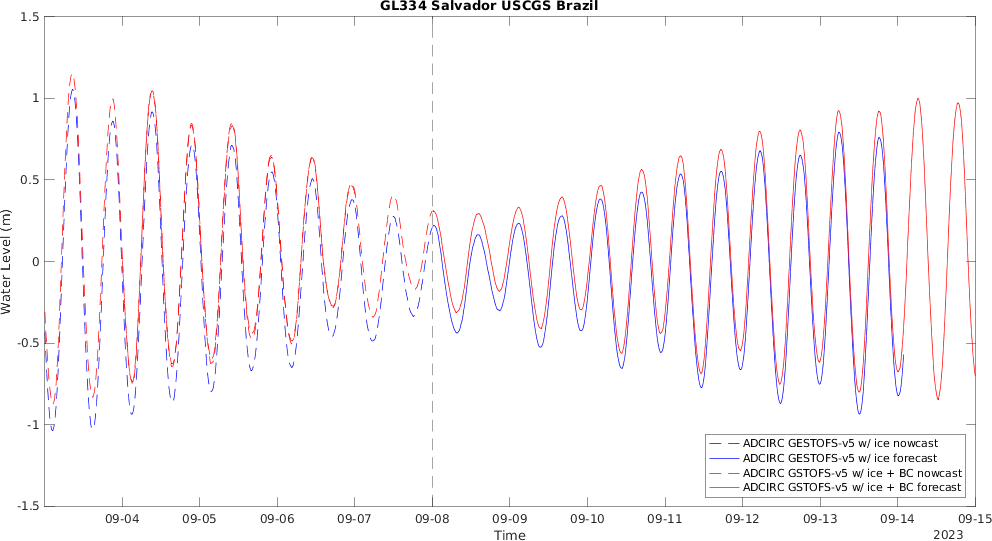 GL334 Salvador USCGS Brazil
Water Level (m)
1.5
1
0.5
0
-0.5
-1
-1.5
ADCIRC GESTOFS-v5 w/ ice nowcast
ADCIRC GESTOFS-v5 w/ ice forecast
ADCIRC GSTOFS-v5 w/ ice + BC nowcast
ADCIRC GSTOFS-v5 w/ ice + BC forecast
09-04 09-05 09-06 09-07 09-08 09-09 09-10 09-11 09-12 09-13 09-14 09-15
Time
2023